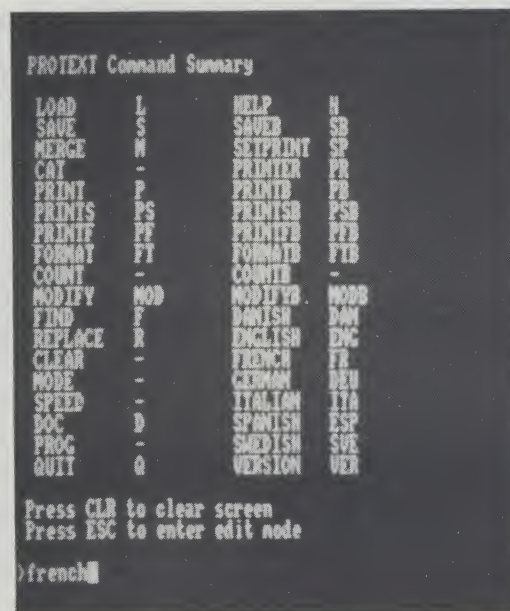 PROTEXT Command Summary
LOAD L HELP H
SAVE S SAVEB SB
MERGE M SETPRINT SP
CAT - PRINTER PR
PRINT P PRINTB PB
PRINTS PS PRINTSB PSB
PRINTF PF PRINTFB PFB
FORMAT FT FORMATB FTB
COUNT - COUNTB -
MODIFY MOD MODIFYB MODB
FIND F DANISH DAN
REPLACE R ENGLISH ENG
CLEAR - FRENCH FR
MODE - GERMAN DEU
SPEED - ITALIAN ITA
DOC D SPANISH ESP
PROG - SWEDISH SVE
QUIT Q VERSION VER
Press CLR to clear screen
Press ESC to enter edit mode
>french